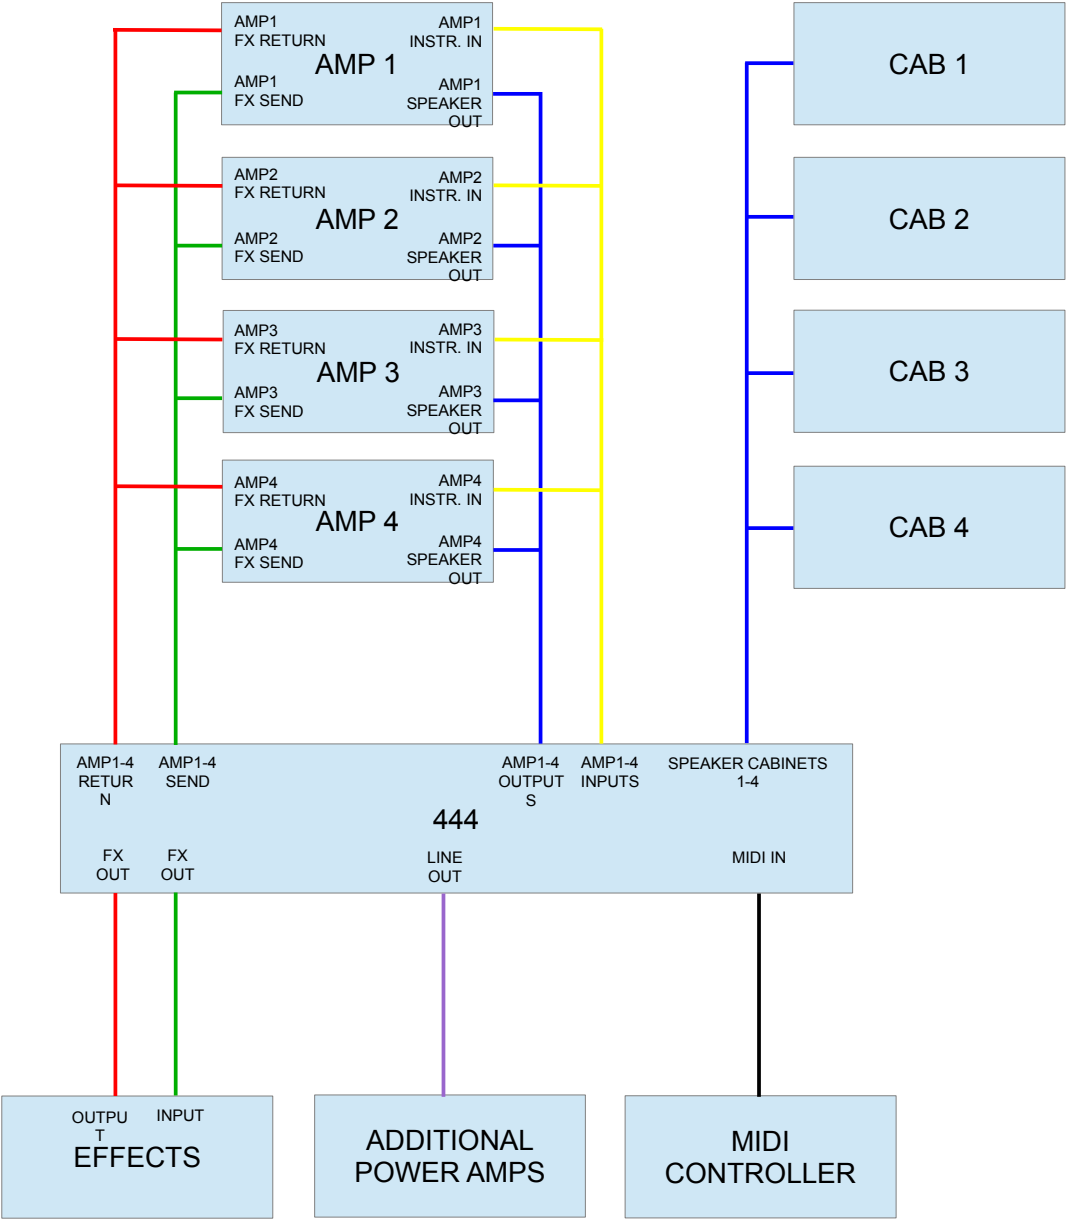 AMP1
FX RETURN
AMP1
INSTR. IN
AMP 1
AMP1
FX SEND
AMP1
SPEAKER
OUT
CAB 1
AMP2
FX RETURN
AMP2
INSTR. IN
AMP 2
AMP2
FX SEND
AMP2
SPEAKER
OUT
CAB 2
AMP3
FX RETURN
AMP3
INSTR. IN
AMP 3
AMP3
FX SEND
AMP3
SPEAKER
OUT
CAB 3
AMP4
FX RETURN
AMP4
INSTR. IN
AMP 4
AMP4
FX SEND
AMP4
SPEAKER
OUT
CAB 4
AMP1-4
RETUR
N
AMP1-4
SEND
AMP1-4
OUTPUT
S
AMP1-4
INPUTS
SPEAKER CABINETS
1-4
444
FX
OUT
FX
OUT
LINE
OUT
MIDI IN
OUTPU
T
INPUT
EFFECTS
ADDITIONAL
POWER AMPS
MIDI
CONTROLLER